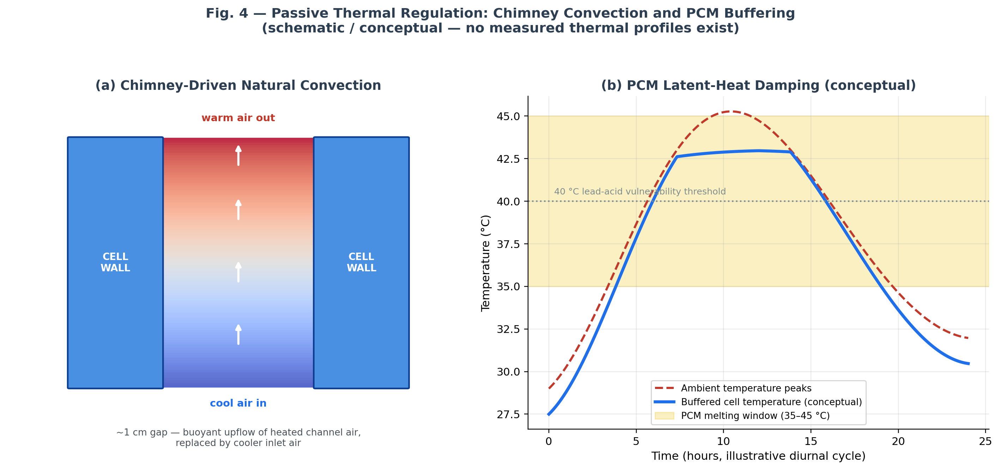 Fig. 4 — Passive Thermal Regulation: Chimney Convection and PCM Buffering
(schematic / conceptual — no measured thermal profiles exist)
(a) Chimney-Driven Natural Convection
warm air out
CELL
WALL
CELL
WALL
cool air in
~1 cm gap — buoyant upflow of heated channel air,
replaced by cooler inlet air
(b) PCM Latent-Heat Damping (conceptual)
Temperature (°C)
45.0
42.5
40.0
37.5
35.0
32.5
30.0
27.5
40 °C lead-acid vulnerability threshold
Ambient temperature peaks
Buffered cell temperature (conceptual)
PCM melting window (35–45 °C)
0
5
10
15
20
25
Time (hours, illustrative diurnal cycle)